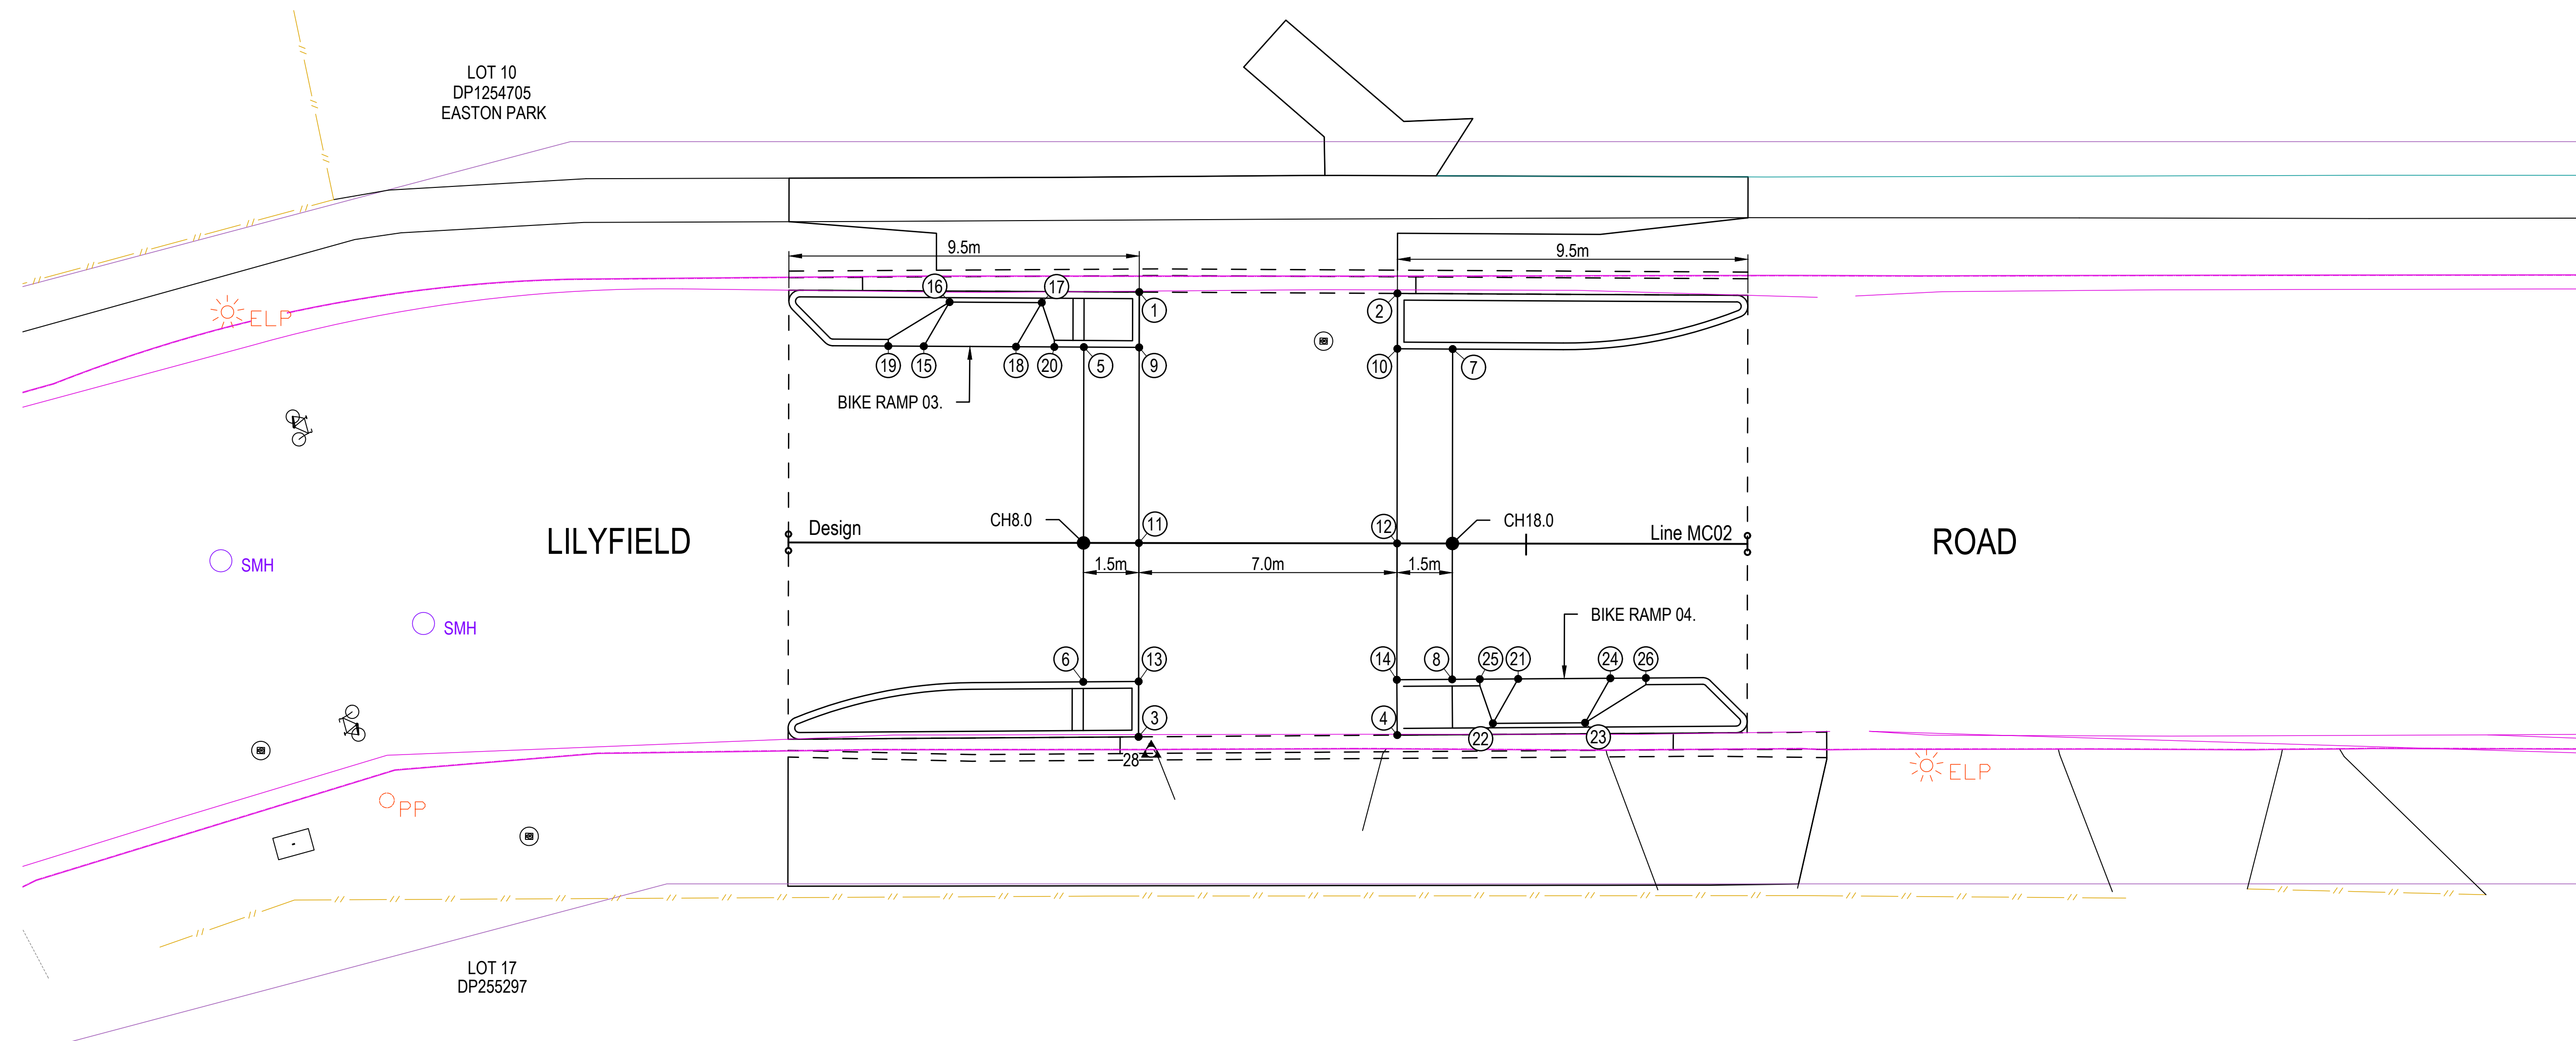 LOT 10
DP1254705
EASTON PARK
9.5m
9.5m
16
17
1
2
ELP
19
15
18
20
5
9
10
7
BIKE RAMP 03.
LILYFIELD
Design
CH8.0
11
12
CH18.0
Line MC02
ROAD
SMH
1.5m
7.0m
1.5m
SMH
BIKE RAMP 04.
6
13
14
8
25
21
24
26
3
4
22
23
28
ELP
PP
LOT 17
DP255297